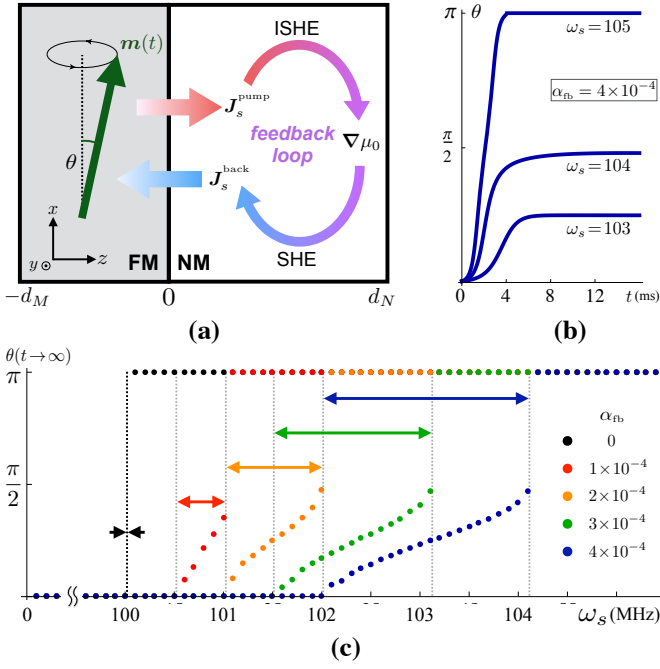 m(t)
ISHE
J_s^pump
feedback
loop
∇μ₀
θ
J_s^back
x
y
z
FM
NM
SHE
−d_M
0
d_N
(a)
π
θ
ω_s=105
α_fb = 4×10⁻⁴
π/2
ω_s=104
ω_s=103
0
4
8
12
t (ms)
(b)
θ(t→∞)
π
α_fb
0
π/2
1×10⁻⁴
2×10⁻⁴
3×10⁻⁴
4×10⁻⁴
0
100
101
102
103
104
ω_s (MHz)
(c)